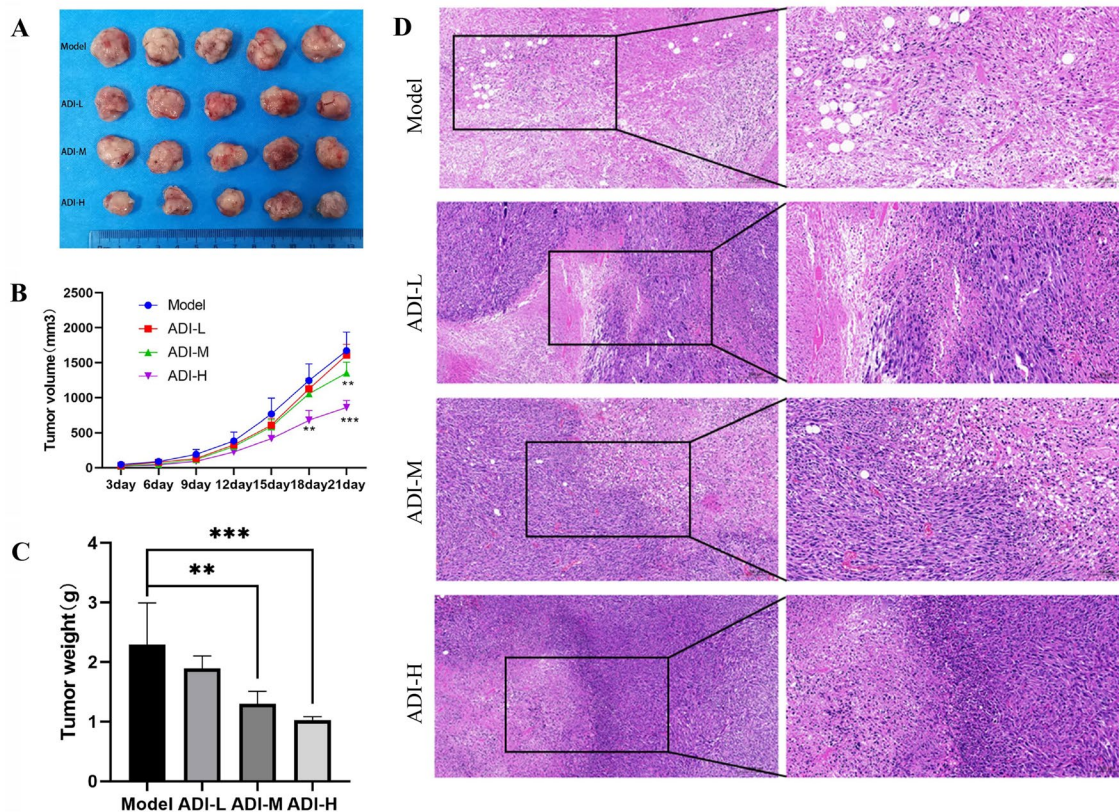 A
Model
ADI-L
ADI-M
ADI-H
B
Tumor volume(mm3)
2500
2000
1500
1000
500
0
Model
ADI-L
ADI-M
ADI-H
**
**
***
3day 6day 9day 12day 15day 18day 21day
C
Tumor weight(g)
4
3
2
1
0
***
**
Model ADI-L ADI-M ADI-H
D
Model
ADI-L
ADI-M
ADI-H